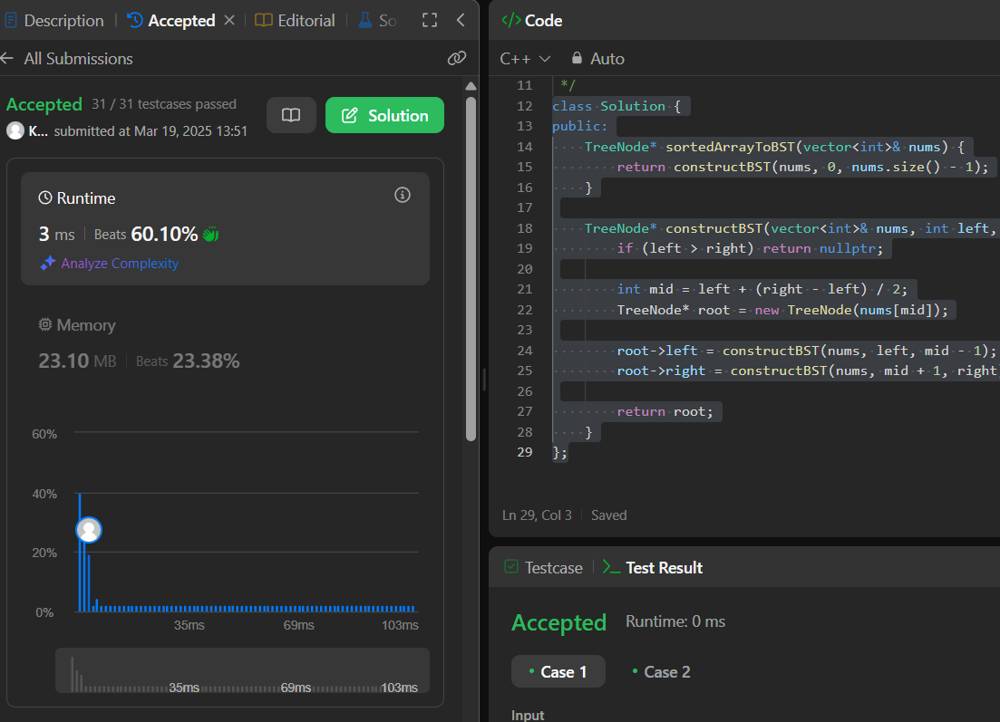 Description
Accepted
Editorial
So
All Submissions
Accepted 31 / 31 testcases passed
K... submitted at Mar 19, 2025 13:51
Solution
Runtime
3 ms Beats 60.10%
Analyze Complexity
Memory
23.10 MB Beats 23.38%
60%
40%
20%
0%
35ms 69ms 103ms
35ms 69ms 103ms
</> Code
C++ Auto
11 */
12 class Solution {
13 public:
14 TreeNode* sortedArrayToBST(vector<int>& nums) {
15 return constructBST(nums, 0, nums.size() - 1);
16 }
17
18 TreeNode* constructBST(vector<int>& nums, int left,
19 if (left > right) return nullptr;
20
21 int mid = left + (right - left) / 2;
22 TreeNode* root = new TreeNode(nums[mid]);
23
24 root->left = constructBST(nums, left, mid - 1);
25 root->right = constructBST(nums, mid + 1, right
26
27 return root;
28 }
29 };
Ln 29, Col 3 Saved
Testcase >_ Test Result
Accepted Runtime: 0 ms
• Case 1 • Case 2
Input